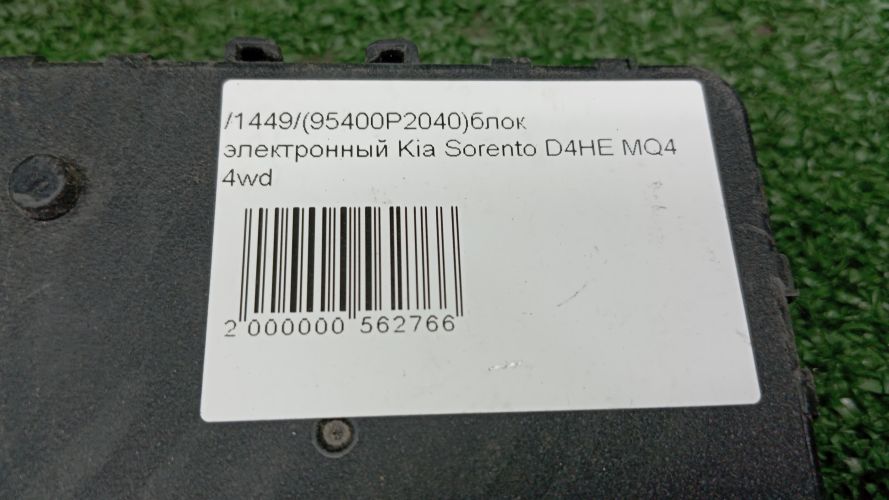 /1449/(95400P2040)блок
электронный Kia Sorento D4HE MQ4
4wd
2 000000 562766